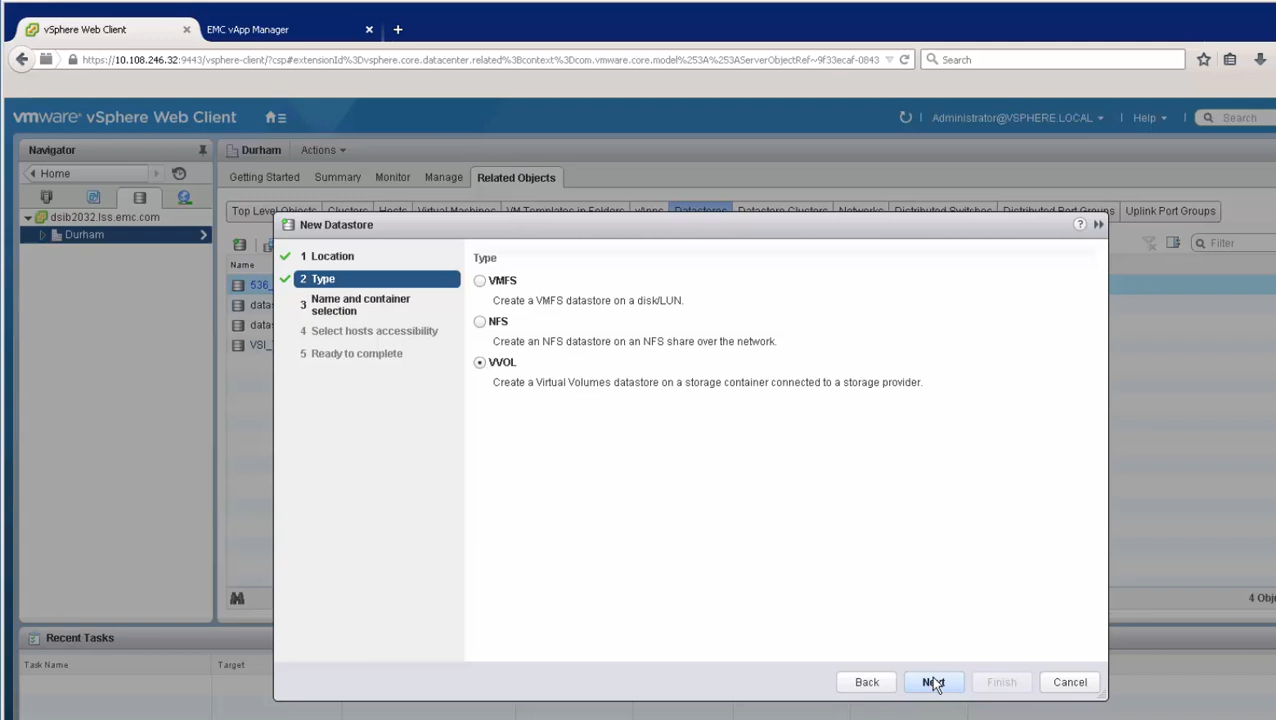 vSphere Web Client
EMC vApp Manager
https://10.108.246.32:9443/vsphere-client/?csp#extensionId%3Dvsphere.core.datacenter.related%3Bcontext%3Dcom.vmware.core.model%253A%253AServerObjectRef~9f33ecaf-0843
Search
vmware® vSphere Web Client
Administrator@VSPHERE.LOCAL
Help
Search
Navigator
Home
dsib2032.lss.emc.com
Durham
Durham
Actions
Getting Started
Summary
Monitor
Manage
Related Objects
Top Level Objects
Clusters
Hosts
Virtual Machines
VM Templates in Folders
vApps
Datastores
Datastore Clusters
Networks
Distributed Switches
Distributed Port Groups
Uplink Port Groups
Filter
Name
536_
datas
datas
VSI_
New Datastore
1 Location
2 Type
3 Name and container
selection
4 Select hosts accessibility
5 Ready to complete
Type
VMFS
Create a VMFS datastore on a disk/LUN.
NFS
Create an NFS datastore on an NFS share over the network.
VVOL
Create a Virtual Volumes datastore on a storage container connected to a storage provider.
Back
Next
Finish
Cancel
4 Obje
Recent Tasks
Task Name
Target